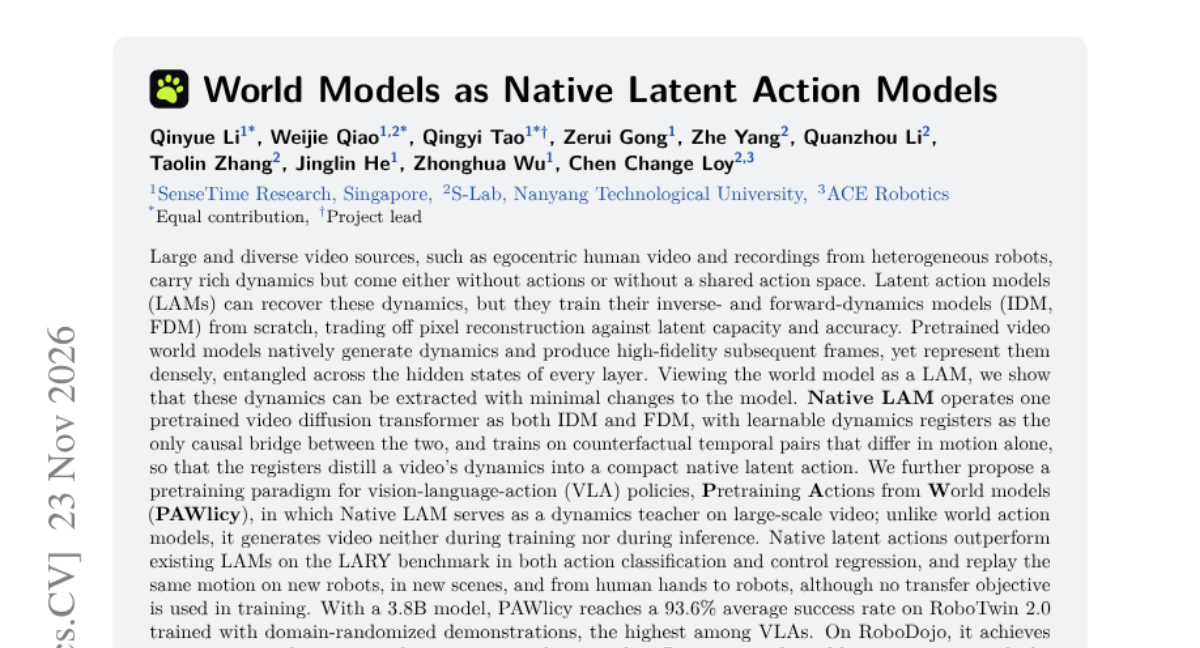 World Models as Native Latent Action Models
Qinyue Li1*, Weijie Qiao1,2*, Qingyi Tao1*†, Zerui Gong1, Zhe Yang2, Quanzhou Li2,
Taolin Zhang2, Jinglin He1, Zhonghua Wu1, Chen Change Loy2,3
1SenseTime Research, Singapore, 2S-Lab, Nanyang Technological University, 3ACE Robotics
*Equal contribution, †Project lead
Large and diverse video sources, such as egocentric human video and recordings from heterogeneous robots,
carry rich dynamics but come either without actions or without a shared action space. Latent action models
(LAMs) can recover these dynamics, but they train their inverse- and forward-dynamics models (IDM,
FDM) from scratch, trading off pixel reconstruction against latent capacity and accuracy. Pretrained video
world models natively generate dynamics and produce high-fidelity subsequent frames, yet represent them
densely, entangled across the hidden states of every layer. Viewing the world model as a LAM, we show
that these dynamics can be extracted with minimal changes to the model. Native LAM operates one
pretrained video diffusion transformer as both IDM and FDM, with learnable dynamics registers as the
only causal bridge between the two, and trains on counterfactual temporal pairs that differ in motion alone,
so that the registers distill a video's dynamics into a compact native latent action. We further propose a
pretraining paradigm for vision-language-action (VLA) policies, Pretraining Actions from World models
(PAWlicy), in which Native LAM serves as a dynamics teacher on large-scale video; unlike world action
models, it generates video neither during training nor during inference. Native latent actions outperform
existing LAMs on the LARY benchmark in both action classification and control regression, and replay the
same motion on new robots, in new scenes, and from human hands to robots, although no transfer objective
is used in training. With a 3.8B model, PAWlicy reaches a 93.6% average success rate on RoboTwin 2.0
trained with domain-randomized demonstrations, the highest among VLAs. On RoboDojo, it achieves
cs.CV] 23 Nov 2026